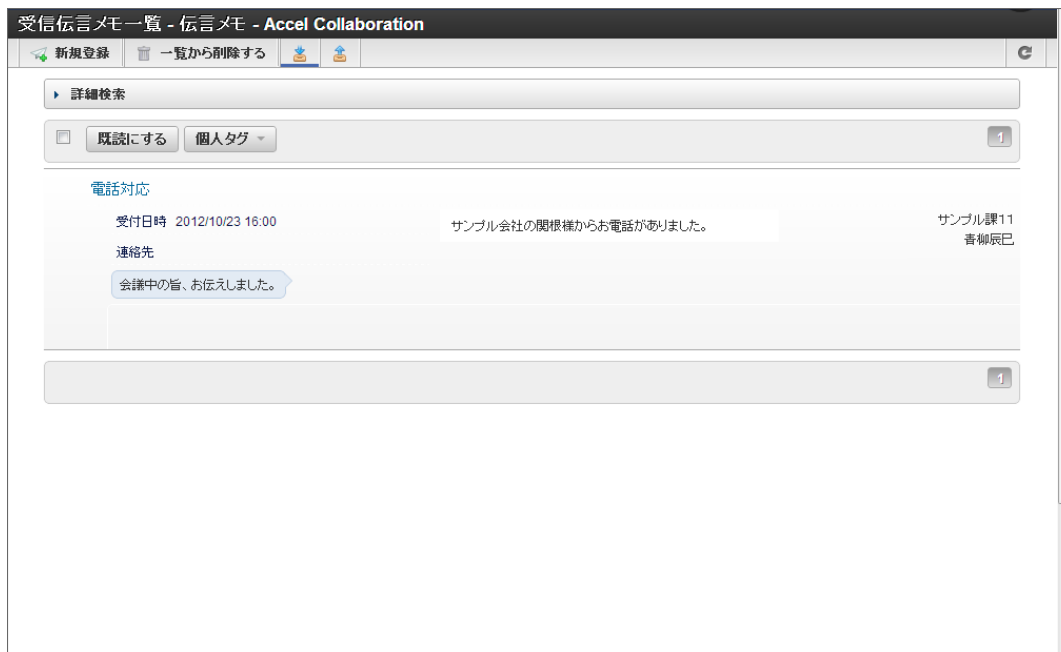 受信伝言メモ一覧 - 伝言メモ - Accel Collaboration
新規登録 一覧から削除する
詳細検索
既読にする 個人タグ 1
電話対応
受付日時 2012/10/23 16:00 サンプル会社の関根様からお電話がありました。 サンプル課11
青柳辰巳
連絡先
会議中の旨、お伝えしました。
1